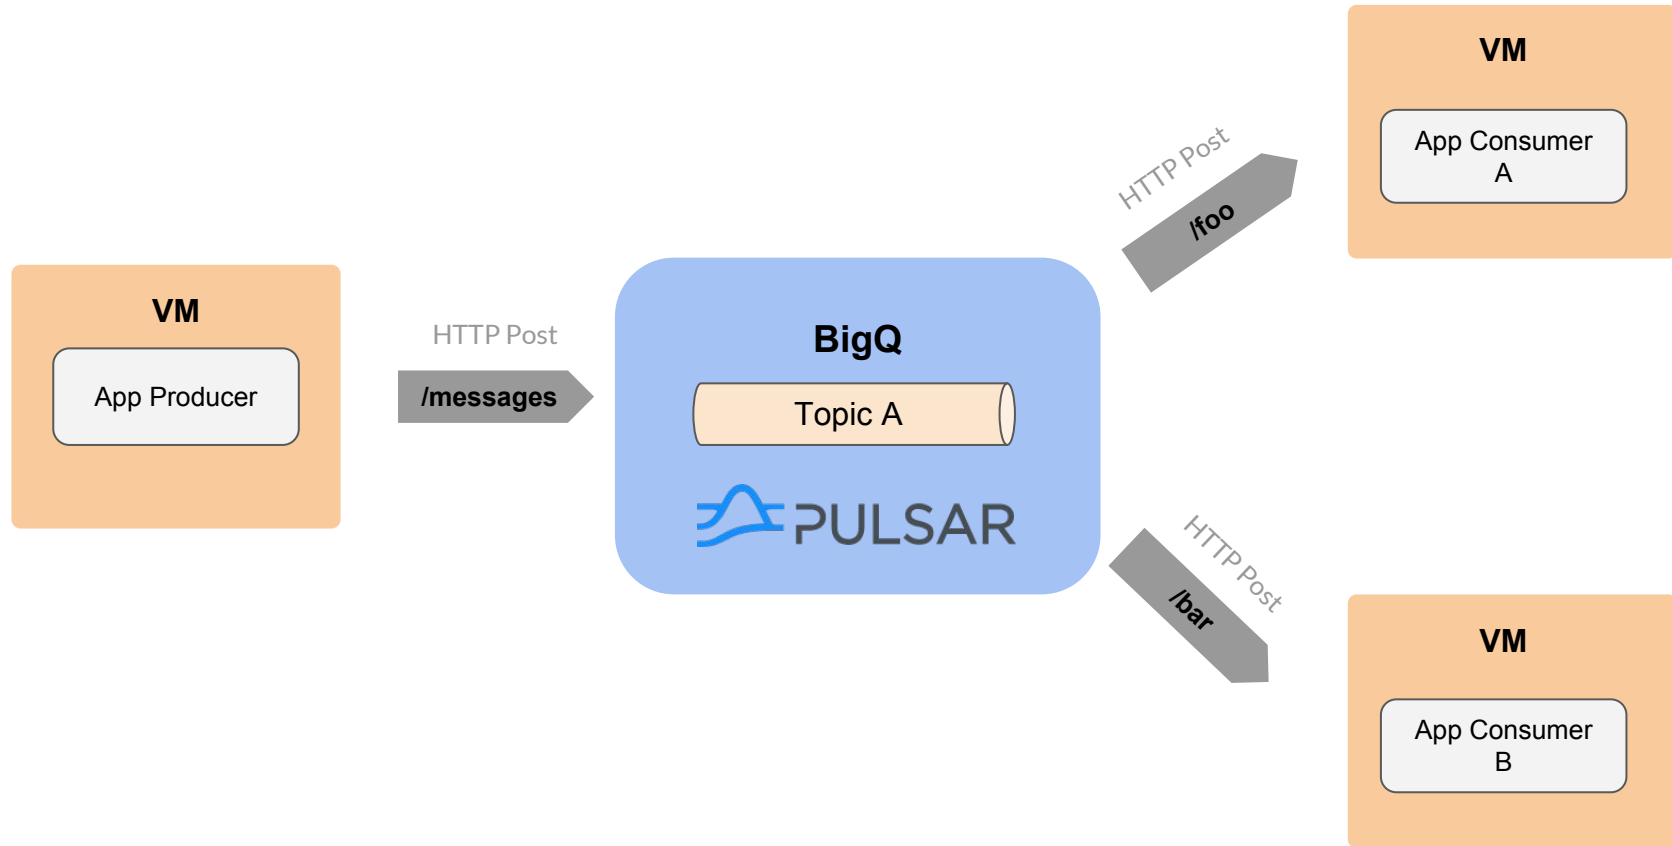 VM
App Producer
HTTP Post
/messages
BigQ
Topic A
PULSAR
HTTP Post
/foo
VM
App Consumer
A
HTTP Post
/bar
VM
App Consumer
B